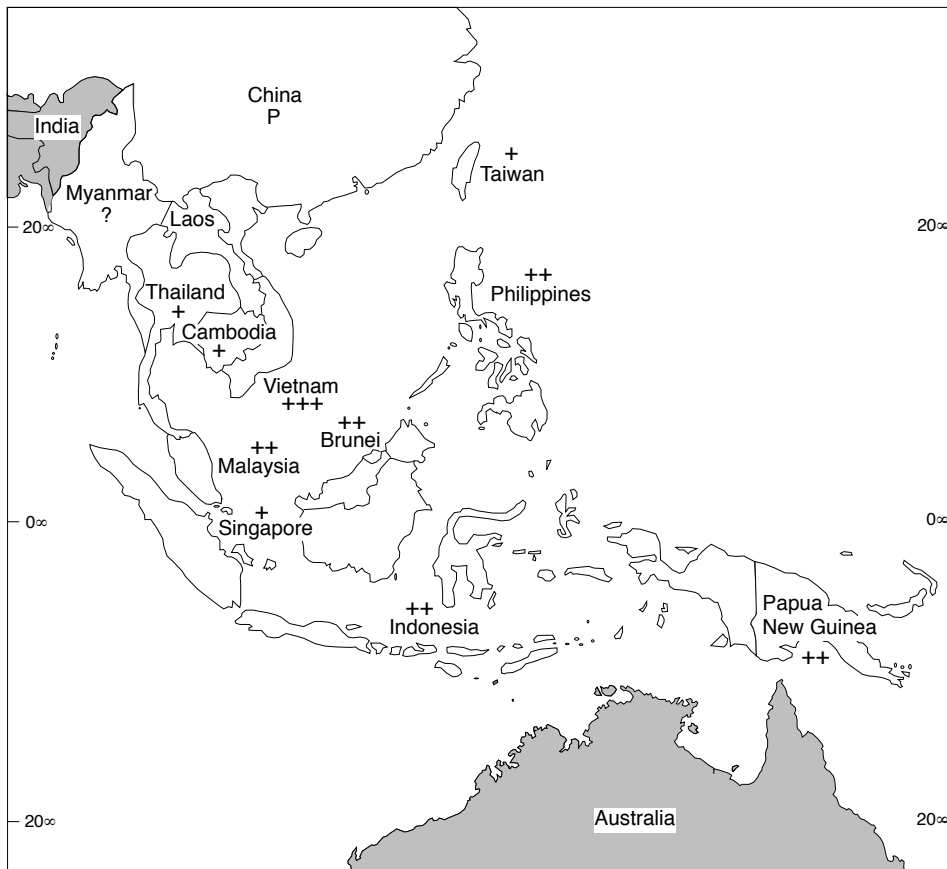 China
P
India
+
Taiwan
Myanmar
?
Laos
20∞
20∞
++
Philippines
Thailand
+
Cambodia
+
Vietnam
+++
++
Brunei
++
Malaysia
+
Singapore
0∞
0∞
++
Indonesia
Papua
New Guinea
++
Australia
20∞
20∞